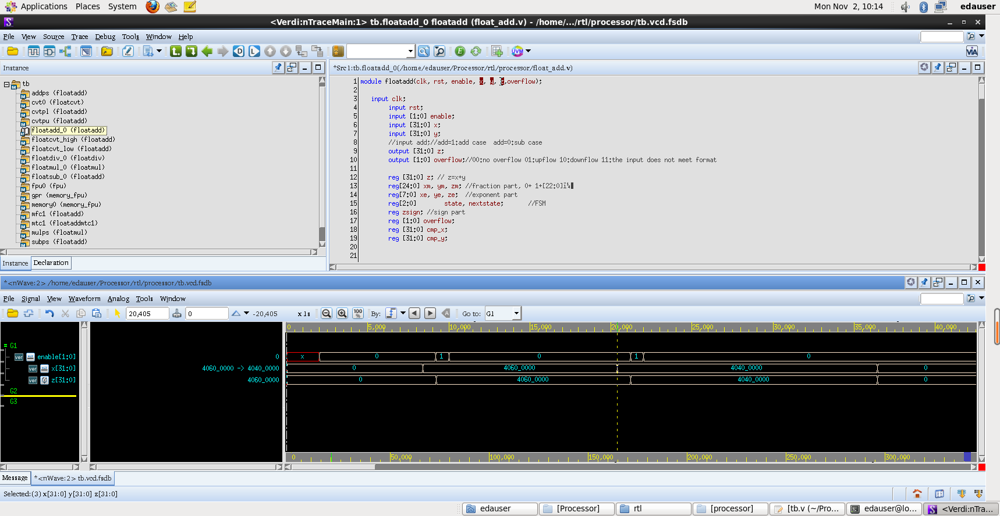 Applications Places System
Mon Nov 2, 10:14 edauser
<Verdi:nTraceMain:1> tb.floatadd_0 floatadd (float_add.v) - /home/.../rtl/processor/tb.vcd.fsdb
File View Source Trace Debug Tools Window Help
Instance
tb
addps (floatadd)
cvt0 (floatcvt)
cvtpl (floatadd)
cvtpu (floatadd)
floatadd_0 (floatadd)
floatcvt_high (floatadd)
floatcvt_low (floatadd)
floatdiv_0 (floatdiv)
floatmul_0 (floatmul)
floatsub_0 (floatadd)
fpu0 (fpu)
gpr (memory_fpu)
memory0 (memory_fpu)
mfc1 (floatadd)
mtc1 (floataddmtc1)
mulps (floatmul)
subps (floatadd)
Instance Declaration
*Src1:tb.floatadd_0(/home/edauser/Processor/rtl/processor/float_add.v)
1 module floatadd(clk, rst, enable, x, y, z,overflow);
2
3 input clk;
4 input rst;
5 input [1:0] enable;
6 input [31:0] x;
7 input [31:0] y;
8 //input add;//add=1:add case add=0:sub case
9 output [31:0] z;
10 output [1:0] overflow;//00:no overflow 01:upflow 10:downflow 11:the input does not meet format
11
12 reg [31:0] z; // z=x+y
13 reg[24:0] xm, ym, zm; //fraction part, 0+ 1+[22:0]ï¼
14 reg[7:0] xe, ye, ze; //exponent part
15 reg[2:0] state, nextstate; //FSM
16 reg zsign; //sign part
17 reg [1:0] overflow;
18 reg [31:0] cmp_x;
19 reg [31:0] cmp_y;
20
21
*<nWave:2> /home/edauser/Processor/rtl/processor/tb.vcd.fsdb
File Signal View Waveform Analog Tools Window
20,405 0 -20,405 x 1s 100% By: Go to: G1
0 5,000 10,000 15,000 20,000 25,000 30,000 35,000 40,000
G1
enable[1:0] 0 x 0 1 0 1 0
x[31:0] 4060_0000 -> 4040_0000 0 4060_0000 4040_0000 0
z[31:0] 4060_0000 0 4060_0000 4040_0000 0
G2
G3
0 50,000 100,000 150,000 200,000 250,000 300,000
Message *<nWave:2> tb.vcd.fsdb
Selected:(3) x[31:0] y[31:0] z[31:0]
edauser [Processor] rtl [processor] [tb.v (~/Pro... edauser@lo... <Verdi:nTra...